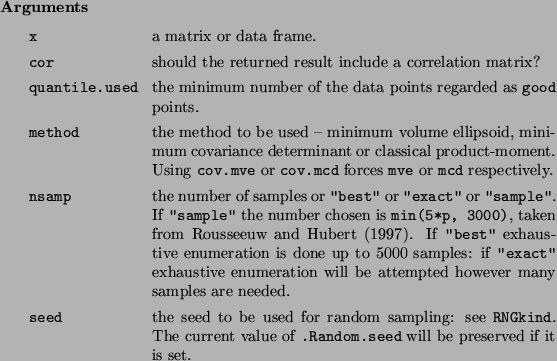 Arguments
x a matrix or data frame.
cor should the returned result include a correlation matrix?
quantile.used the minimum number of the data points regarded as good
points.
method the method to be used – minimum volume ellipsoid, mini-
mum covariance determinant or classical product-moment.
Using cov.mve or cov.mcd forces mve or mcd respectively.
nsamp the number of samples or "best" or "exact" or "sample".
If "sample" the number chosen is min(5*p, 3000), taken
from Rousseeuw and Hubert (1997). If "best" exhaus-
tive enumeration is done up to 5000 samples: if "exact"
exhaustive enumeration will be attempted however many
samples are needed.
seed the seed to be used for random sampling: see RNGkind.
The current value of .Random.seed will be preserved if it
is set.